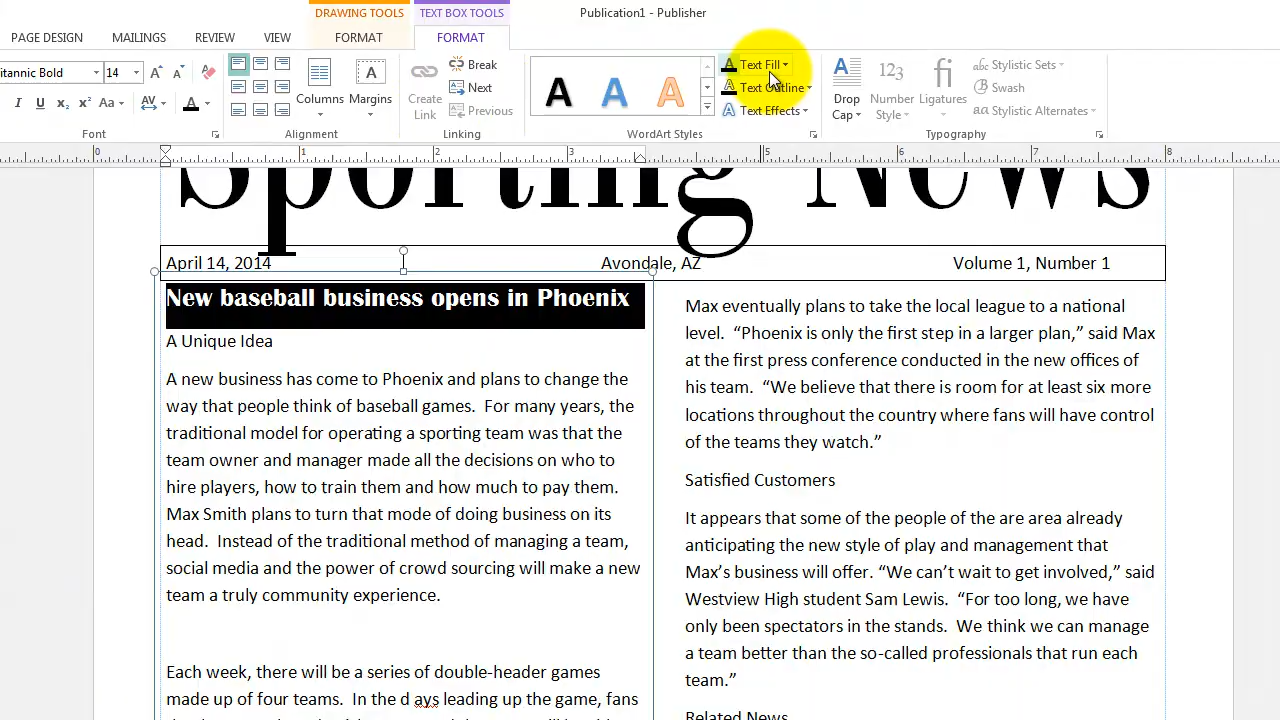 DRAWING TOOLS TEXT BOX TOOLS Publication1 - Publisher
PAGE DESIGN MAILINGS REVIEW VIEW FORMAT FORMAT
Bold 14 Break Text Fill Stylistic Sets
I U x₂ x² Aa AV A Columns Margins Create Link Next A A A Text Outline Drop Cap 123 Number Style fi Ligatures Swash
Previous Text Effects Stylistic Alternates
Font Alignment Linking WordArt Styles Typography
0 1 2 3 5 6 7 8
Sporting News
April 14, 2014 Avondale, AZ Volume 1, Number 1
New baseball business opens in Phoenix
A Unique Idea
A new business has come to Phoenix and plans to change the
way that people think of baseball games.  For many years, the
traditional model for operating a sporting team was that the
team owner and manager made all the decisions on who to
hire players, how to train them and how much to pay them.
Max Smith plans to turn that mode of doing business on its
head.  Instead of the traditional method of managing a team,
social media and the power of crowd sourcing will make a new
team a truly community experience.
Each week, there will be a series of double-header games
made up of four teams.  In the d ays leading up the game, fans
Max eventually plans to take the local league to a national
level.  “Phoenix is only the first step in a larger plan,” said Max
at the first press conference conducted in the new offices of
his team.  “We believe that there is room for at least six more
locations throughout the country where fans will have control
of the teams they watch.”
Satisfied Customers
It appears that some of the people of the are area already
anticipating the new style of play and management that
Max’s business will offer. “We can’t wait to get involved,” said
Westview High student Sam Lewis.  “For too long, we have
only been spectators in the stands.  We think we can manage
a team better than the so-called professionals that run each
team.”
Related News